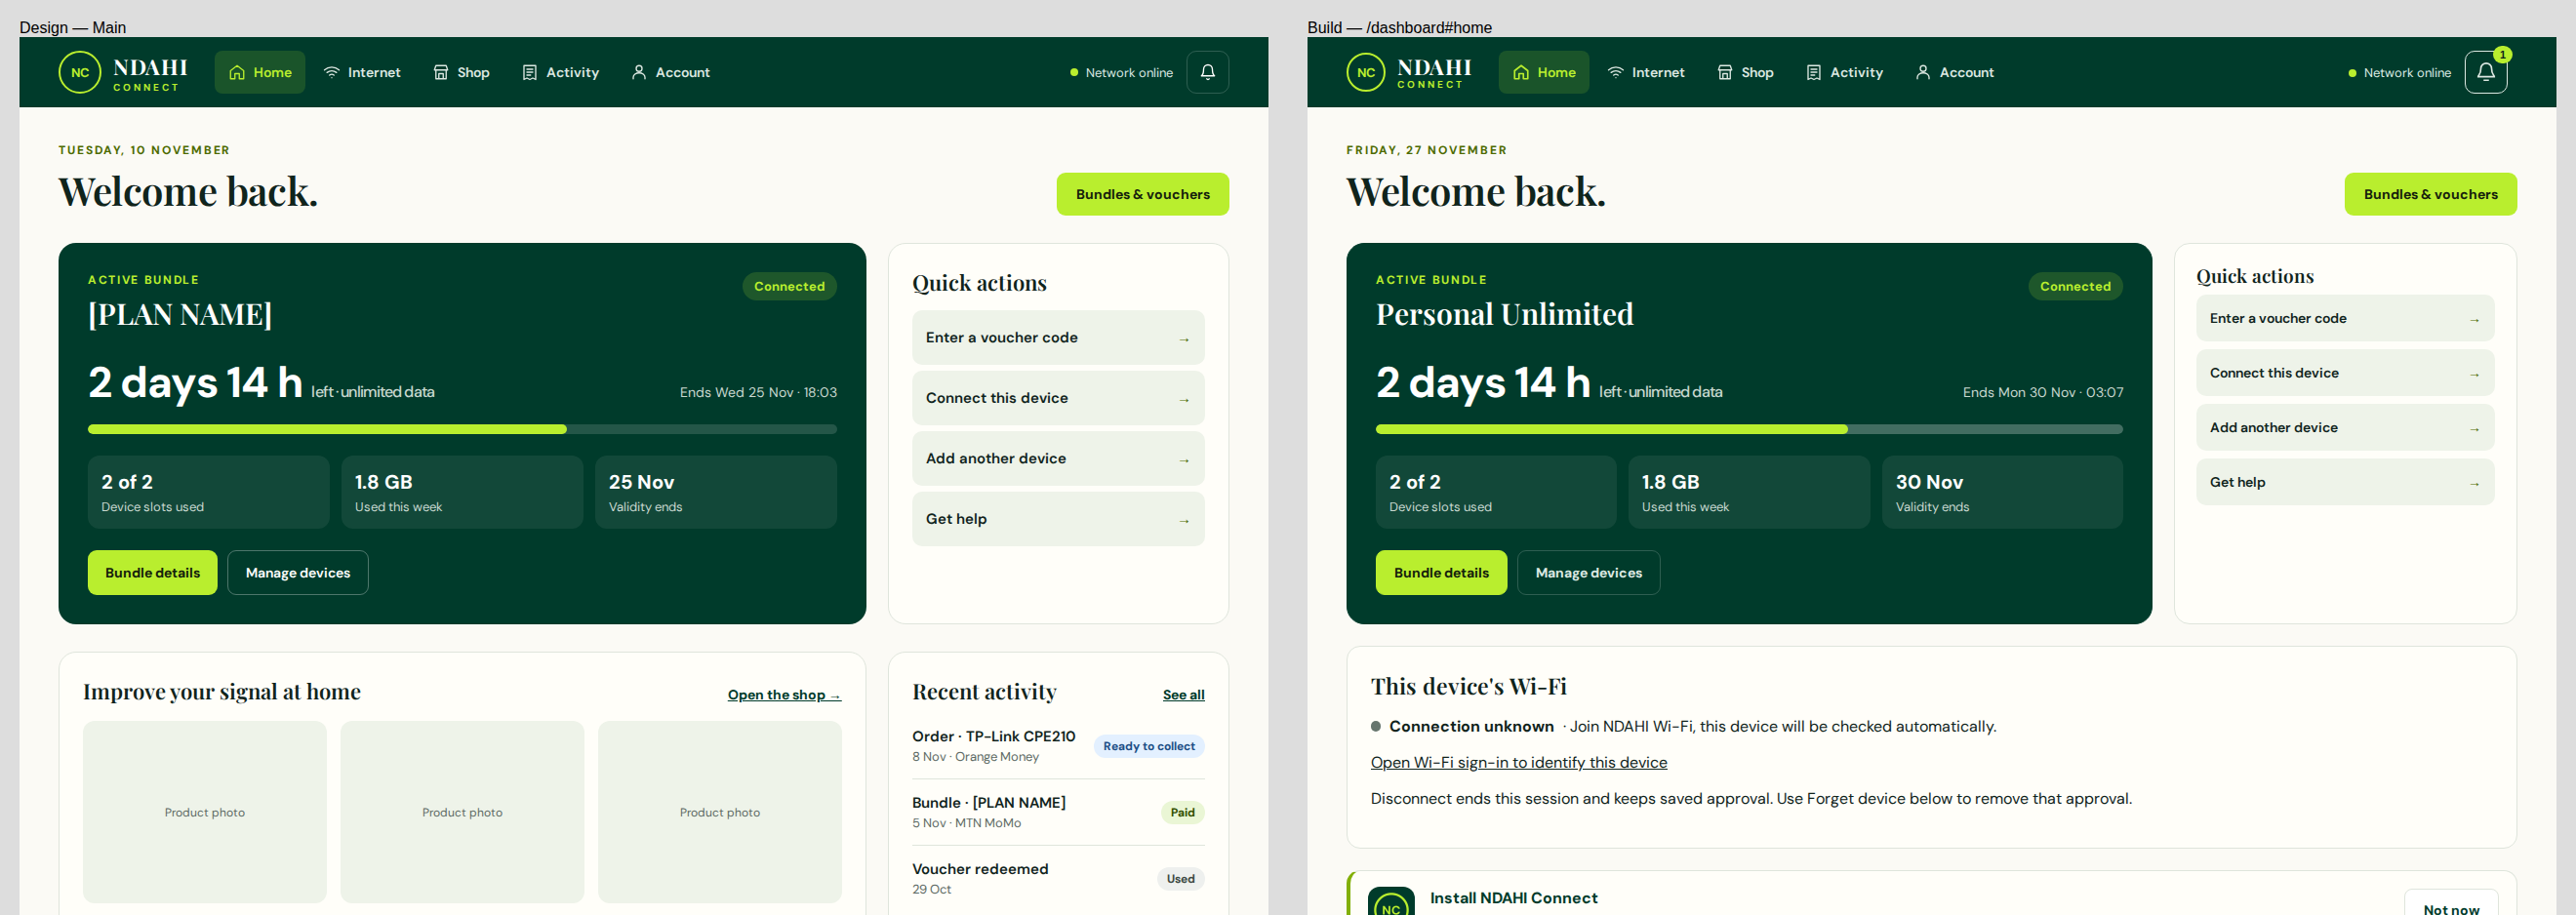 Design — Main
NC
NDAHI
CONNECT
Home
Internet
Shop
Activity
Account
Network online
TUESDAY, 10 NOVEMBER
Welcome back.
Bundles & vouchers
ACTIVE BUNDLE
Connected
[PLAN NAME]
2 days 14 h left · unlimited data
Ends Wed 25 Nov · 18:03
2 of 2
Device slots used
1.8 GB
Used this week
25 Nov
Validity ends
Bundle details
Manage devices
Quick actions
Enter a voucher code →
Connect this device →
Add another device →
Get help →
Improve your signal at home
Open the shop →
Product photo
Product photo
Product photo
Recent activity
See all
Order · TP-Link CPE210
8 Nov · Orange Money
Ready to collect
Bundle · [PLAN NAME]
5 Nov · MTN MoMo
Paid
Voucher redeemed
29 Oct
Used
Build — /dashboard#home
NC
NDAHI
CONNECT
Home
Internet
Shop
Activity
Account
Network online
1
FRIDAY, 27 NOVEMBER
Welcome back.
Bundles & vouchers
ACTIVE BUNDLE
Connected
Personal Unlimited
2 days 14 h left · unlimited data
Ends Mon 30 Nov · 03:07
2 of 2
Device slots used
1.8 GB
Used this week
30 Nov
Validity ends
Bundle details
Manage devices
Quick actions
Enter a voucher code →
Connect this device →
Add another device →
Get help →
This device's Wi-Fi
Connection unknown · Join NDAHI Wi-Fi, this device will be checked automatically.
Open Wi-Fi sign-in to identify this device
Disconnect ends this session and keeps saved approval. Use Forget device below to remove that approval.
NC
Install NDAHI Connect
Not now